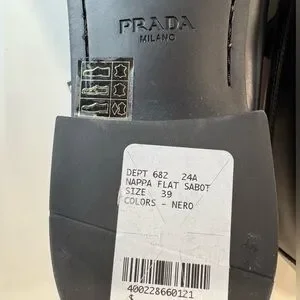 PRADA
MILANO
DEPT 682 24A
NAPPA FLAT SABOT
SIZE 39
COLORS - NERO
400228660121
$